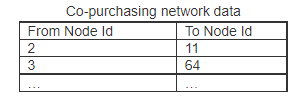 Co-purchasing network data
From Node Id To Node Id
2 11
3 64
... ...